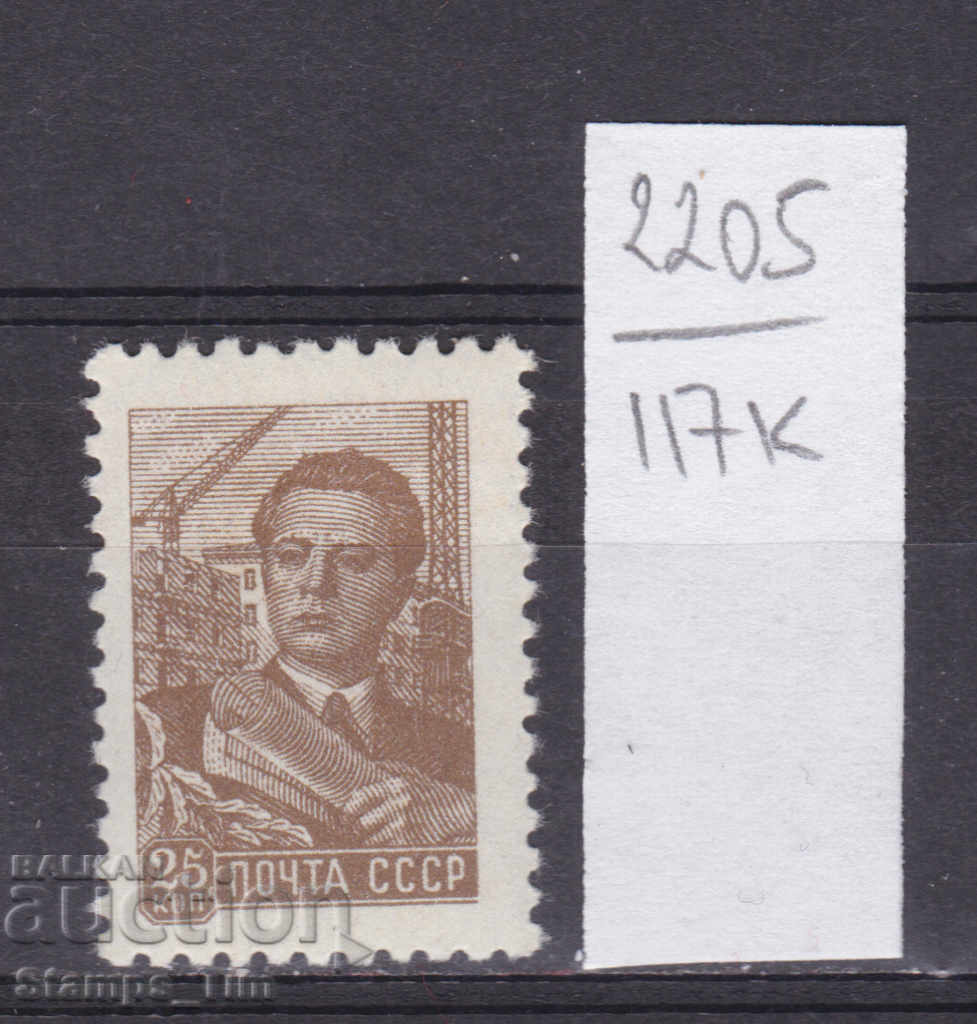 2205
117K
25 ПОЧТА СССР
КОП
BALKAN
auction
Stamps_Tim